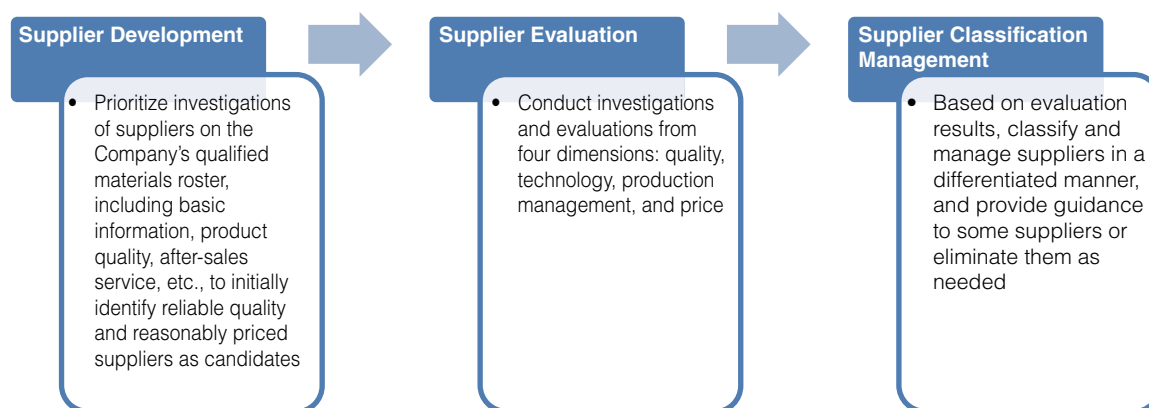 Supplier Development
• Prioritize investigations
of suppliers on the
Company’s qualified
materials roster,
including basic
information, product
quality, after-sales
service, etc., to initially
identify reliable quality
and reasonably priced
suppliers as candidates
Supplier Evaluation
• Conduct investigations
and evaluations from
four dimensions: quality,
technology, production
management, and price
Supplier Classification
Management
• Based on evaluation
results, classify and
manage suppliers in a
differentiated manner,
and provide guidance
to some suppliers or
eliminate them as
needed